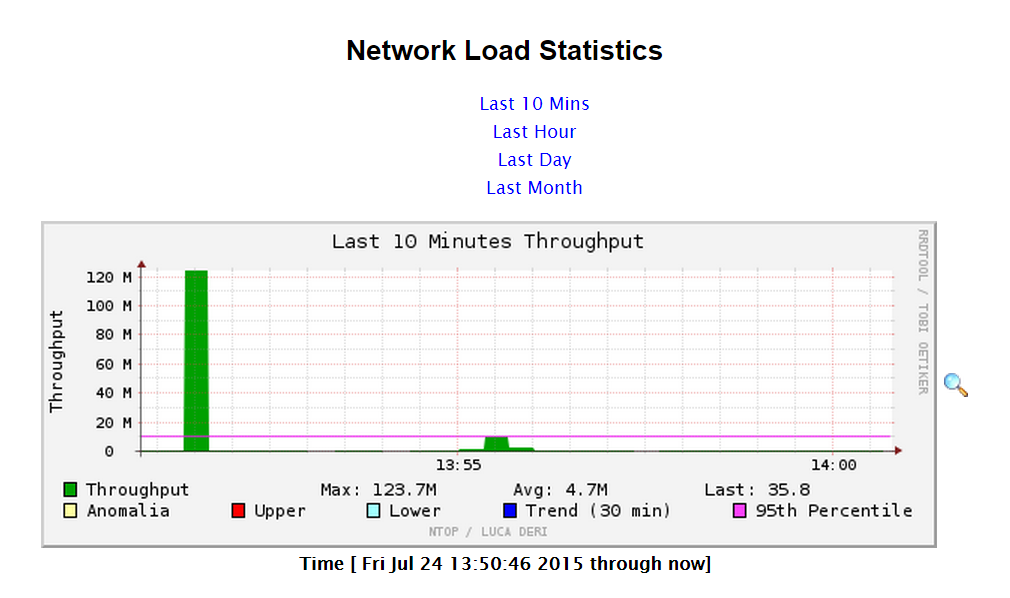 Network Load Statistics
Last 10 Mins
Last Hour
Last Day
Last Month
Last 10 Minutes Throughput
RRDTOOL / TOBI OETIKER
Throughput
120 M
100 M
80 M
60 M
40 M
20 M
0
13:55 14:00
Throughput Max: 123.7M Avg: 4.7M Last: 35.8
Anomalia Upper Lower Trend (30 min) 95th Percentile
NTOP / LUCA DERI
Time [ Fri Jul 24 13:50:46 2015 through now]